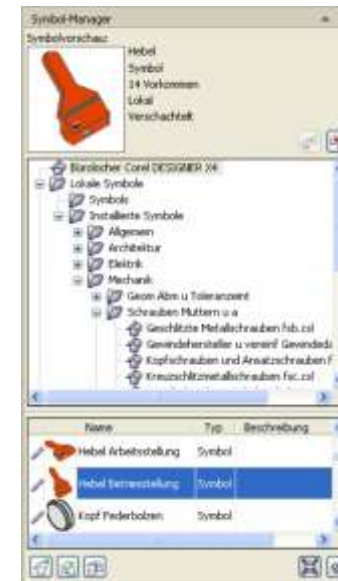 Symbol-Manager
Symbolvorschau:
Hebel
Symbol
14 Vorkommen
Lokal
Verschachtelt
Bürolocher Corel DESIGNER X4
Lokale Symbole
Symbols
Installierte Symbole
Allgemein
Architektur
Elektrik
Mechanik
Geom Abm u Toleranzent
Schrauben Muttern u a
Geschlitzte Metallschrauben fsb.csl
Gewindehersteller u vereinf Gewindeda
Kopfschrauben und Ansatzschrauben f
Kreuzschlitzmetallschrauben fsc.csl
Name Typ Beschreibung
Hebel Arbeitsstellung Symbol
Hebel Symbol
Kopf Federbolzen Symbol